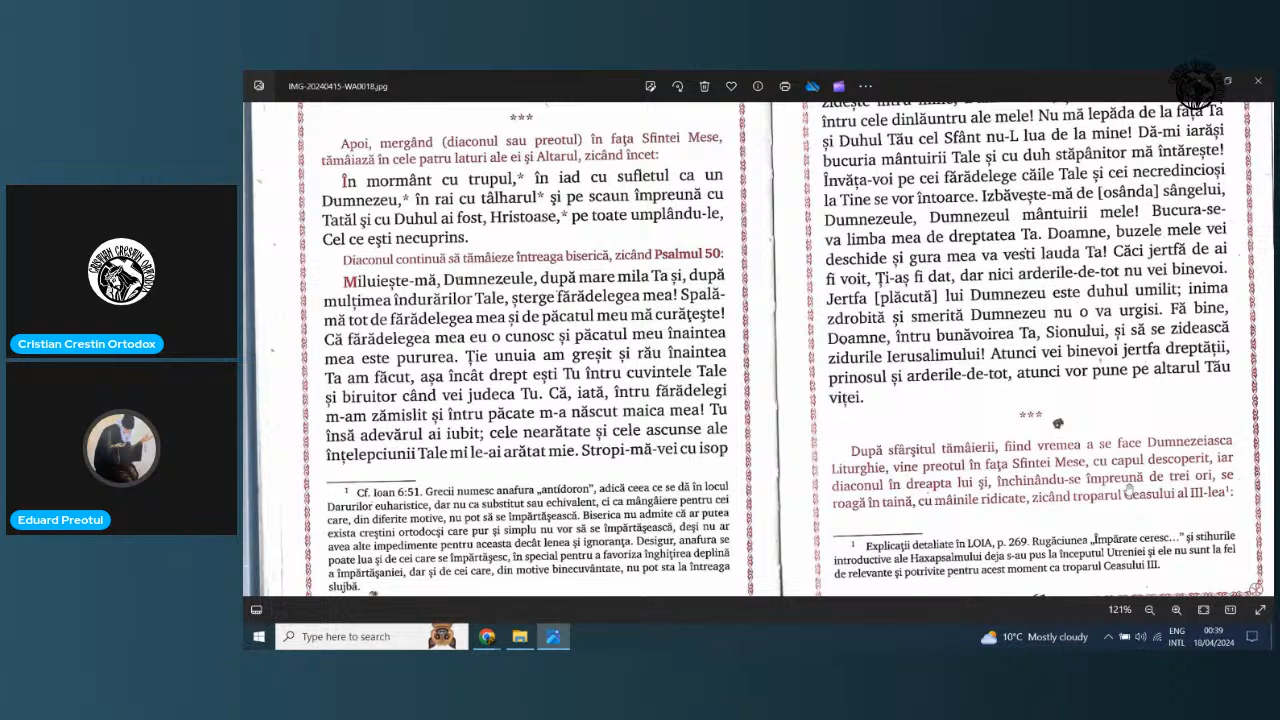 IMG-20240415-WA0018.jpg
***
Apoi, mergând (diaconul sau preotul) în fața Sfintei Mese,
tămâiază în cele patru laturi ale ei și Altarul, zicând încet:
În mormânt cu trupul,* în iad cu sufletul ca un
Dumnezeu,* în rai cu tâlharul* și pe scaun împreună cu
Tatăl și cu Duhul ai fost, Hristoase,* pe toate umplându-le,
Cel ce ești necuprins.
Diaconul continuă să tămâieze întreaga biserică, zicând Psalmul 50:
Miluiește-mă, Dumnezeule, după mare mila Ta și, după
mulțimea îndurărilor Tale, șterge fărădelegea mea! Spală-
mă tot de fărădelegea mea și de păcatul meu mă curățește!
Că fărădelegea mea eu o cunosc și păcatul meu înaintea
mea este pururea. Ție unuia am greșit și rău înaintea
Ta am făcut, așa încât drept ești Tu întru cuvintele Tale
și biruitor când vei judeca Tu. Că, iată, întru fărădelegi
m-am zămislit și întru păcate m-a născut maica mea! Tu
însă adevărul ai iubit; cele nearătate și cele ascunse ale
înțelepciunii Tale mi le-ai arătat mie. Stropi-mă-vei cu isop
1 Cf. Ioan 6:51. Grecii numesc anafura „antídoron”, adică ceea ce se dă în locul
Darurilor euharistice, dar nu ca substitut sau echivalent, ci ca mângâiere pentru cei
care, din diferite motive, nu pot să se împărtășească. Biserica nu admite că ar putea
exista creștini ortodocși care pur și simplu nu vor să se împărtășească, deși nu ar
avea alte impedimente pentru aceasta decât lenea și ignoranța. Desigur, anafura se
poate lua și de cei care se împărtășesc, în special pentru a favoriza înghițirea deplină
a împărtășaniei, dar și de cei care, din motive binecuvântate, nu pot sta la întreaga
slujbă.
întru cele dinlăuntru ale mele! Nu mă lepăda de la fața Ta
și Duhul Tău cel Sfânt nu-L lua de la mine! Dă-mi iarăși
bucuria mântuirii Tale și cu duh stăpânitor mă întărește!
Învăța-voi pe cei fărădelege căile Tale și cei necredincioși
la Tine se vor întoarce. Izbăvește-mă de [osânda] sângelui,
Dumnezeule, Dumnezeul mântuirii mele! Bucura-se-
va limba mea de dreptatea Ta. Doamne, buzele mele vei
deschide și gura mea va vesti lauda Ta! Căci jertfă de ai
fi voit, Ți-aș fi dat, dar nici arderile-de-tot nu vei binevoi.
Jertfa [plăcută] lui Dumnezeu este duhul umilit; inima
zdrobită și smerită Dumnezeu nu o va urgisi. Fă bine,
Doamne, întru bunăvoirea Ta, Sionului, și să se zidească
zidurile Ierusalimului! Atunci vei binevoi jertfa dreptății,
prinosul și arderile-de-tot, atunci vor pune pe altarul Tău
viței.
***
După sfârșitul tămâierii, fiind vremea a se face Dumnezeiasca
Liturghie, vine preotul în fața Sfintei Mese, cu capul descoperit, iar
diaconul în dreapta lui și, închinându-se împreună de trei ori, se
roagă în taină, cu mâinile ridicate, zicând troparul Ceasului al III-lea1:
1 Explicații detaliate în LOIA, p. 269. Rugăciunea „Împărate ceresc...” și stihurile
introductive ale Haxapsalmului deja s-au pus la începutul Utreniei și ele nu sunt la fel
de relevante și potrivite pentru acest moment ca troparul Ceasului III.
CRISTIAN CRESTIN ORTODOX
Cristian Crestin Ortodox
Eduard Preotul
121%
Type here to search
10°C Mostly cloudy
ENG
INTL
00:39
18/04/2024